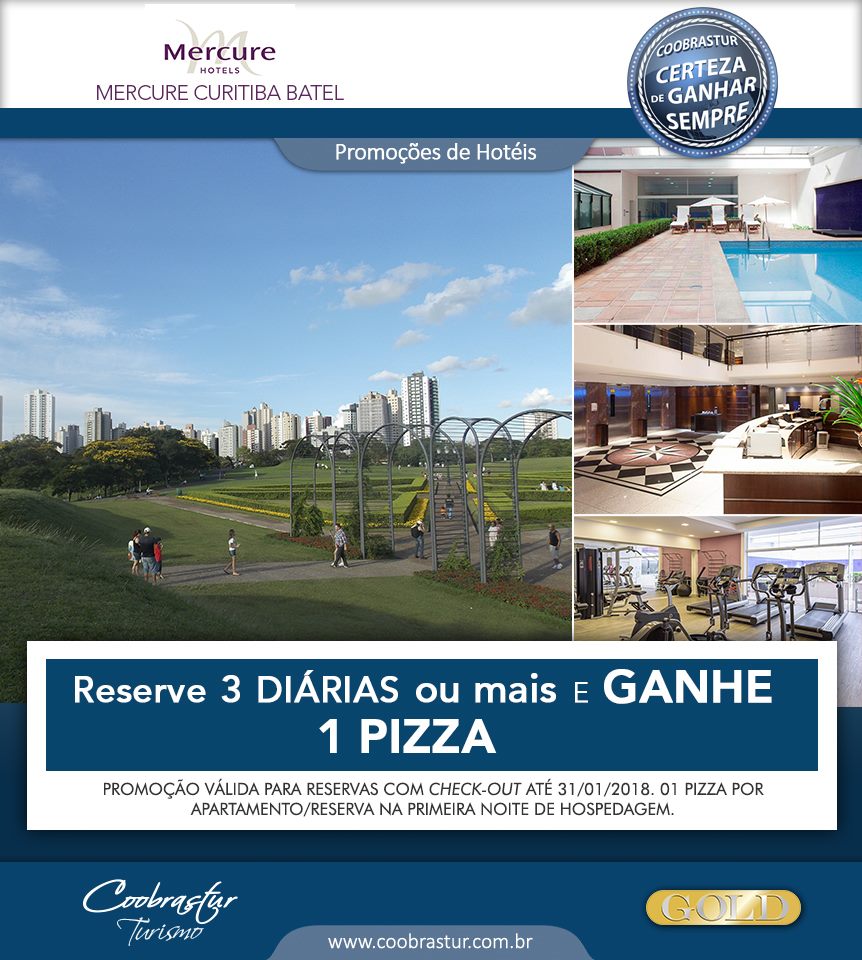 Mercure
HOTELS
MERCURE CURITIBA BATEL
COOBRASTUR
CERTEZA
DE GANHAR
SEMPRE
Promoções de Hotéis
Reserve 3 DIÁRIAS ou mais E GANHE
1 PIZZA
PROMOÇÃO VÁLIDA PARA RESERVAS COM CHECK-OUT ATÉ 31/01/2018. 01 PIZZA POR
APARTAMENTO/RESERVA NA PRIMEIRA NOITE DE HOSPEDAGEM.
Coobrastur
Turismo
GOLD
www.coobrastur.com.br